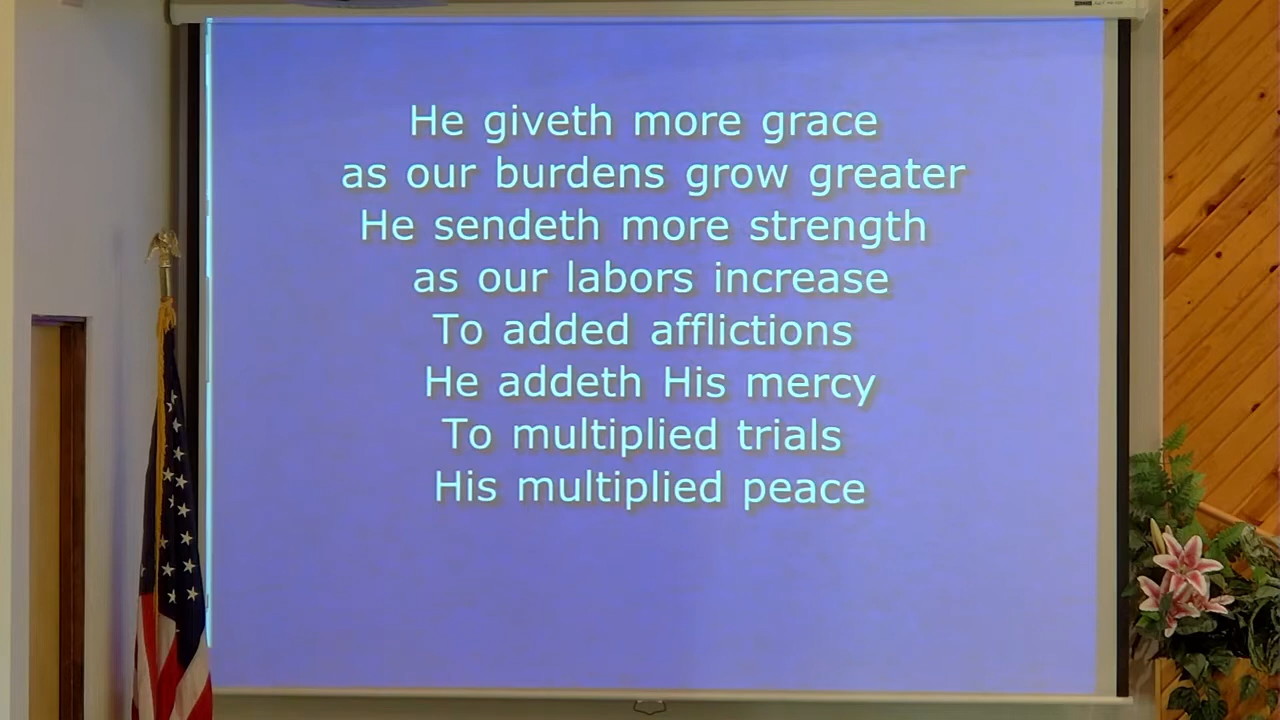 He giveth more grace
as our burdens grow greater
He sendeth more strength
as our labors increase
To added afflictions
He addeth His mercy
To multiplied trials
His multiplied peace